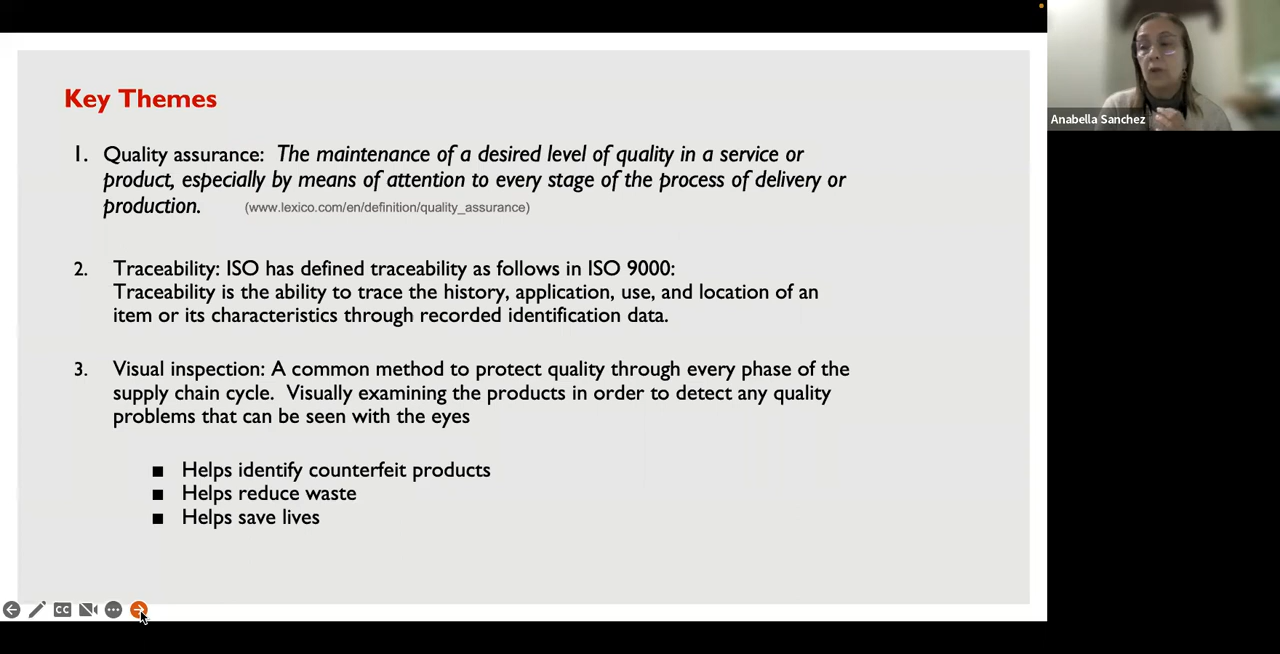 Key Themes
1. Quality assurance: The maintenance of a desired level of quality in a service or
product, especially by means of attention to every stage of the process of delivery or
production. (www.lexico.com/en/definition/quality_assurance)
2. Traceability: ISO has defined traceability as follows in ISO 9000:
Traceability is the ability to trace the history, application, use, and location of an
item or its characteristics through recorded identification data.
3. Visual inspection: A common method to protect quality through every phase of the
supply chain cycle. Visually examining the products in order to detect any quality
problems that can be seen with the eyes
■ Helps identify counterfeit products
■ Helps reduce waste
■ Helps save lives
CC
Anabella Sanchez